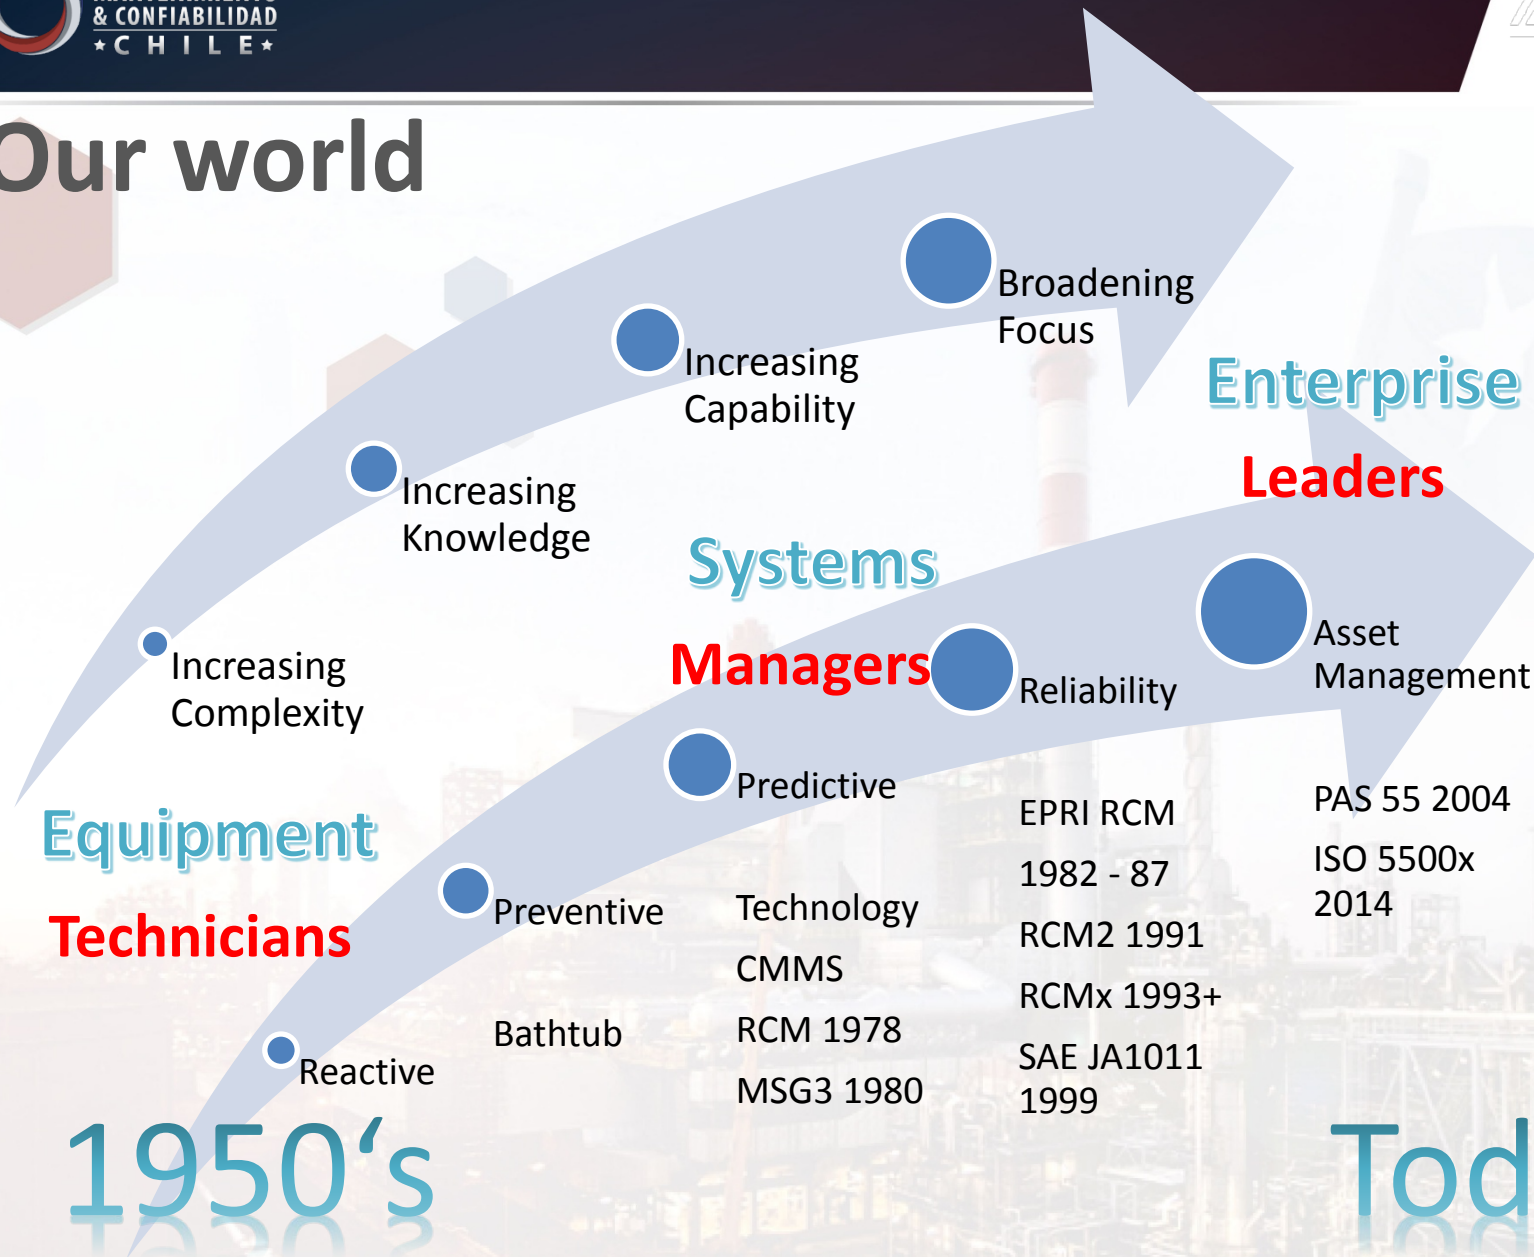 & CONFIABILIDAD
CHILE
Our world
Broadening
Focus
Increasing
Capability
Increasing
Knowledge
Increasing
Complexity
Enterprise
Leaders
Systems
Managers
Equipment
Technicians
Asset
Management
PAS 55 2004
ISO 5500x
2014
Reliability
EPRI RCM
1982 - 87
RCM2 1991
RCMx 1993+
SAE JA1011
1999
Predictive
Technology
CMMS
RCM 1978
MSG3 1980
Preventive
Bathtub
Reactive
1950‘s
Tod